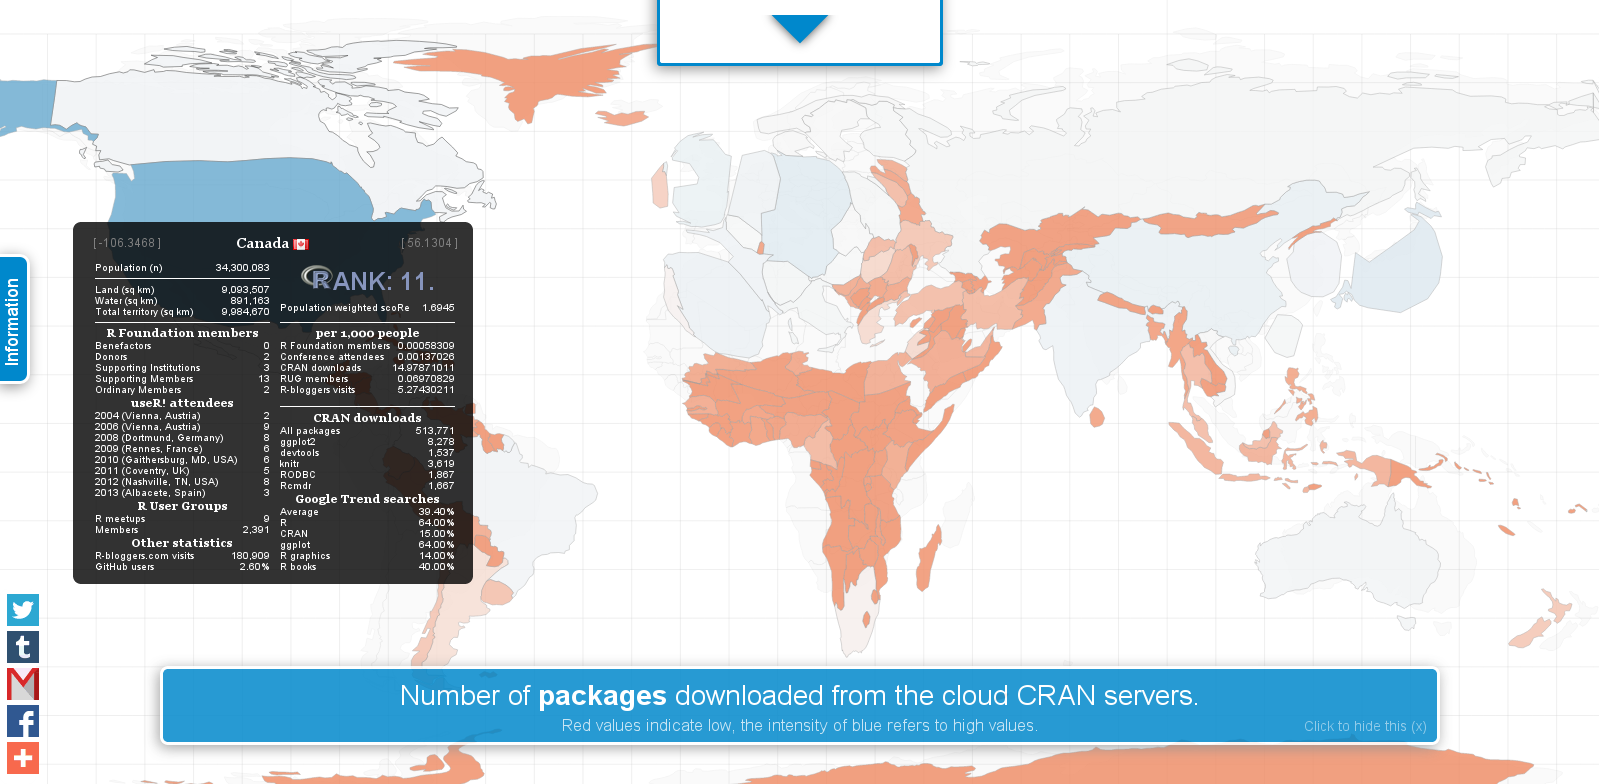 Information
[ -106.3468 ] Canada [ 56.1304 ]
Population (n) 34,300,083
Land (sq km) 9,093,507
Water (sq km) 891,163
Total territory (sq km) 9,984,670
R Foundation members
Benefactors 0
Donors 2
Supporting Institutions 3
Supporting Members 13
Ordinary Members 2
useR! attendees
2004 (Vienna, Austria) 2
2006 (Vienna, Austria) 9
2008 (Dortmund, Germany) 8
2009 (Rennes, France) 6
2010 (Gaithersburg, MD, USA) 6
2011 (Coventry, UK) 5
2012 (Nashville, TN, USA) 8
2013 (Albacete, Spain) 3
R User Groups
R meetups 9
Members 2,391
Other statistics
R-bloggers.com visits 180,909
GitHub users 2.60%
RANK: 11.
Population weighted scoRe 1.6945
per 1,000 people
R Foundation members 0.00058309
Conference attendees 0.00137026
CRAN downloads 14.97871011
RUG members 0.06970829
R-bloggers visits 5.27430211
CRAN downloads
All packages 513,771
ggplot2 8,278
devtools 1,537
knitr 3,619
RODBC 1,867
Rcmdr 1,667
Google Trend searches
Average 39.40%
R 64.00%
CRAN 15.00%
ggplot 64.00%
R graphics 14.00%
R books 40.00%
Number of packages downloaded from the cloud CRAN servers.
Red values indicate low, the intensity of blue refers to high values.
Click to hide this (x)